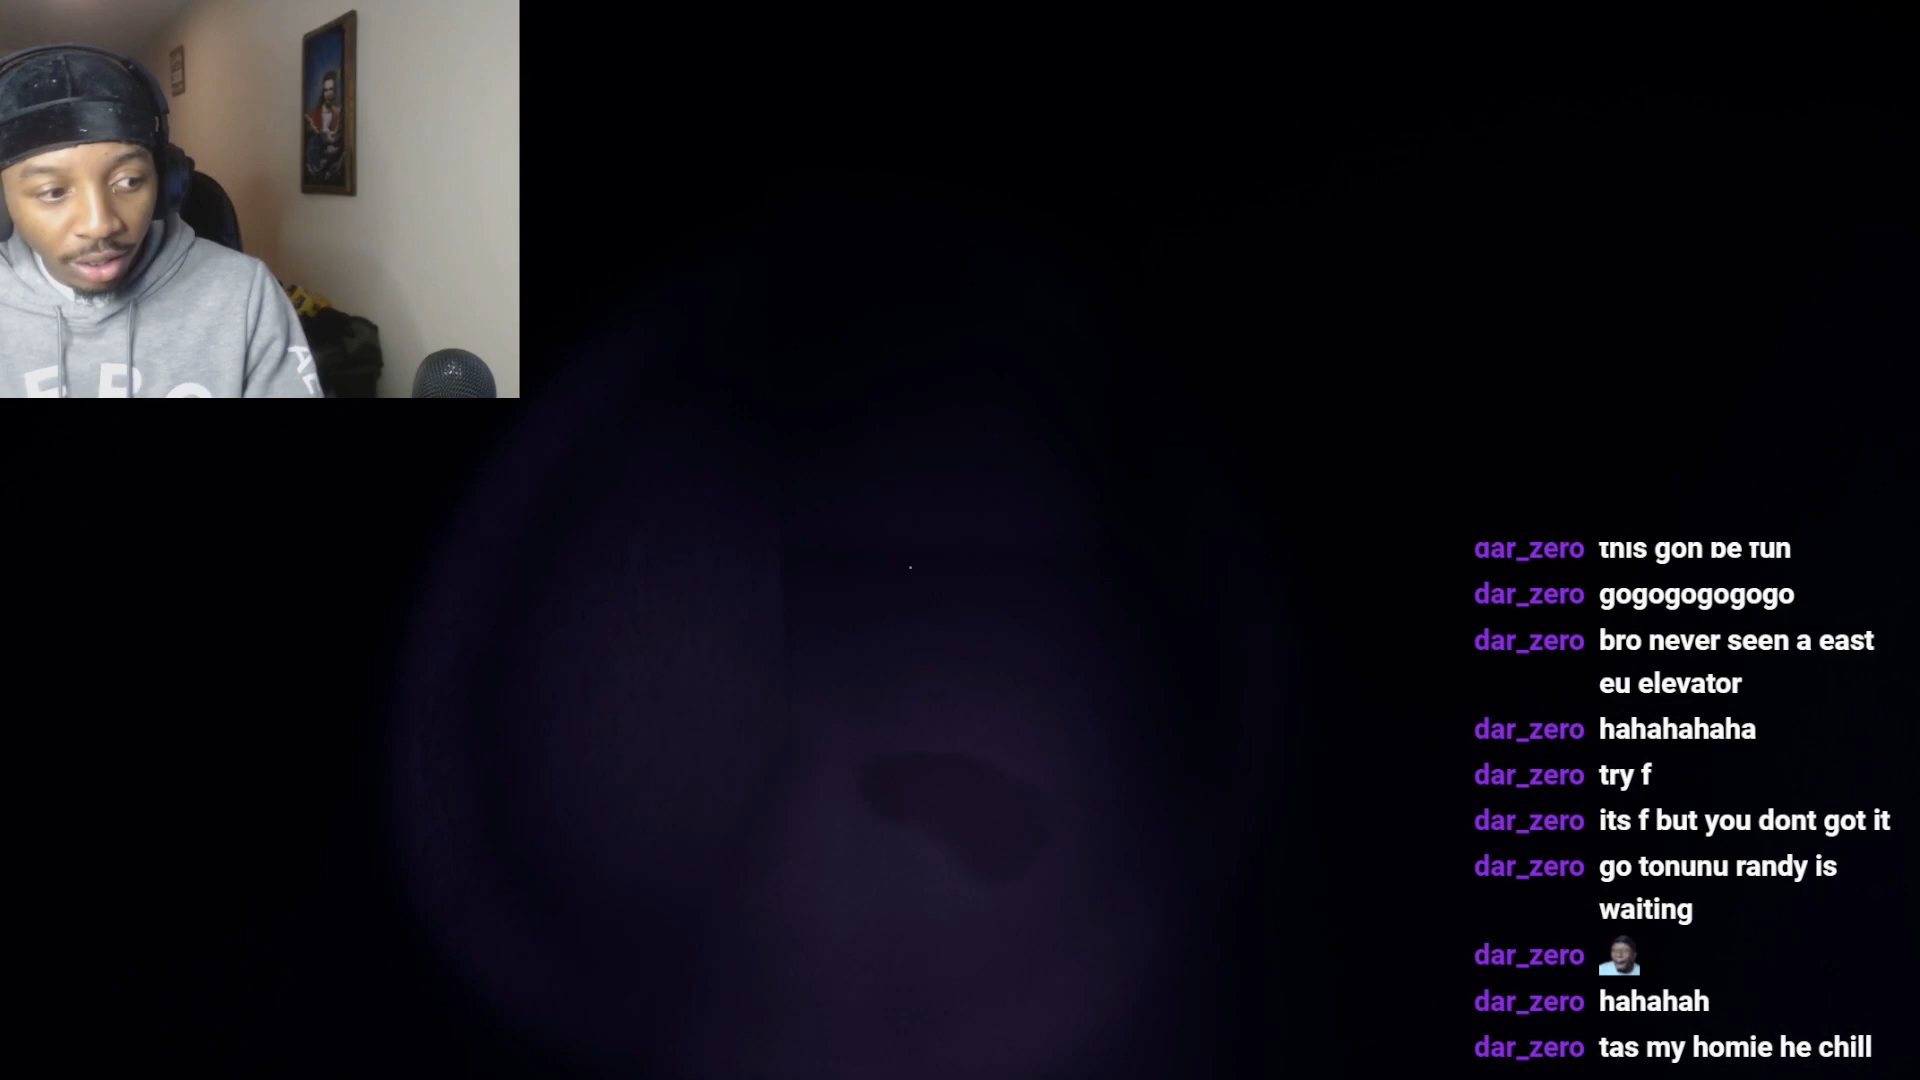 dar_zero this gon be fun
dar_zero gogogogogogo
dar_zero bro never seen a east
eu elevator
dar_zero hahahahaha
dar_zero try f
dar_zero its f but you dont got it
dar_zero go tonunu randy is
waiting
dar_zero
dar_zero hahahah
dar_zero tas my homie he chill